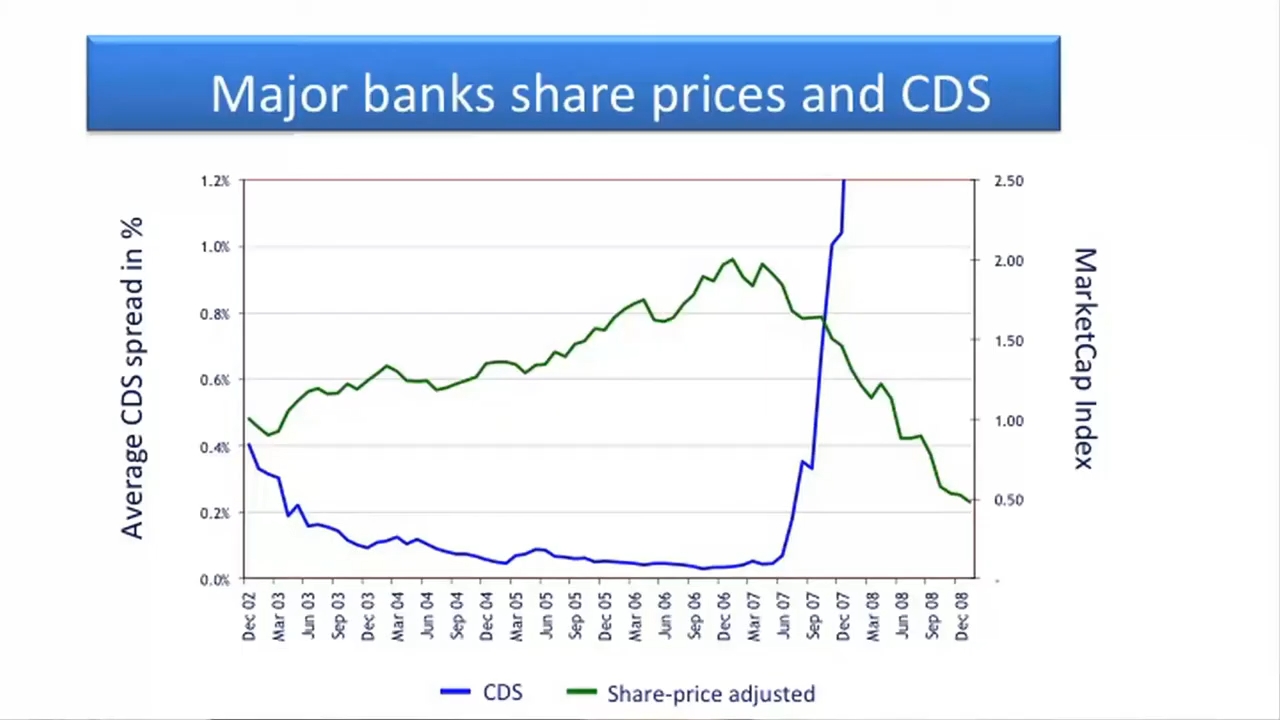 Major banks share prices and CDS
Average CDS spread in %
1.2%
1.0%
0.8%
0.6%
0.4%
0.2%
0.0%
2.50
2.00
1.50
1.00
0.50
-
MarketCap Index
Dec 02
Mar 03
Jun 03
Sep 03
Dec 03
Mar 04
Jun 04
Sep 04
Dec 04
Mar 05
Jun 05
Sep 05
Dec 05
Mar 06
Jun 06
Sep 06
Dec 06
Mar 07
Jun 07
Sep 07
Dec 07
Mar 08
Jun 08
Sep 08
Dec 08
CDS
Share-price adjusted